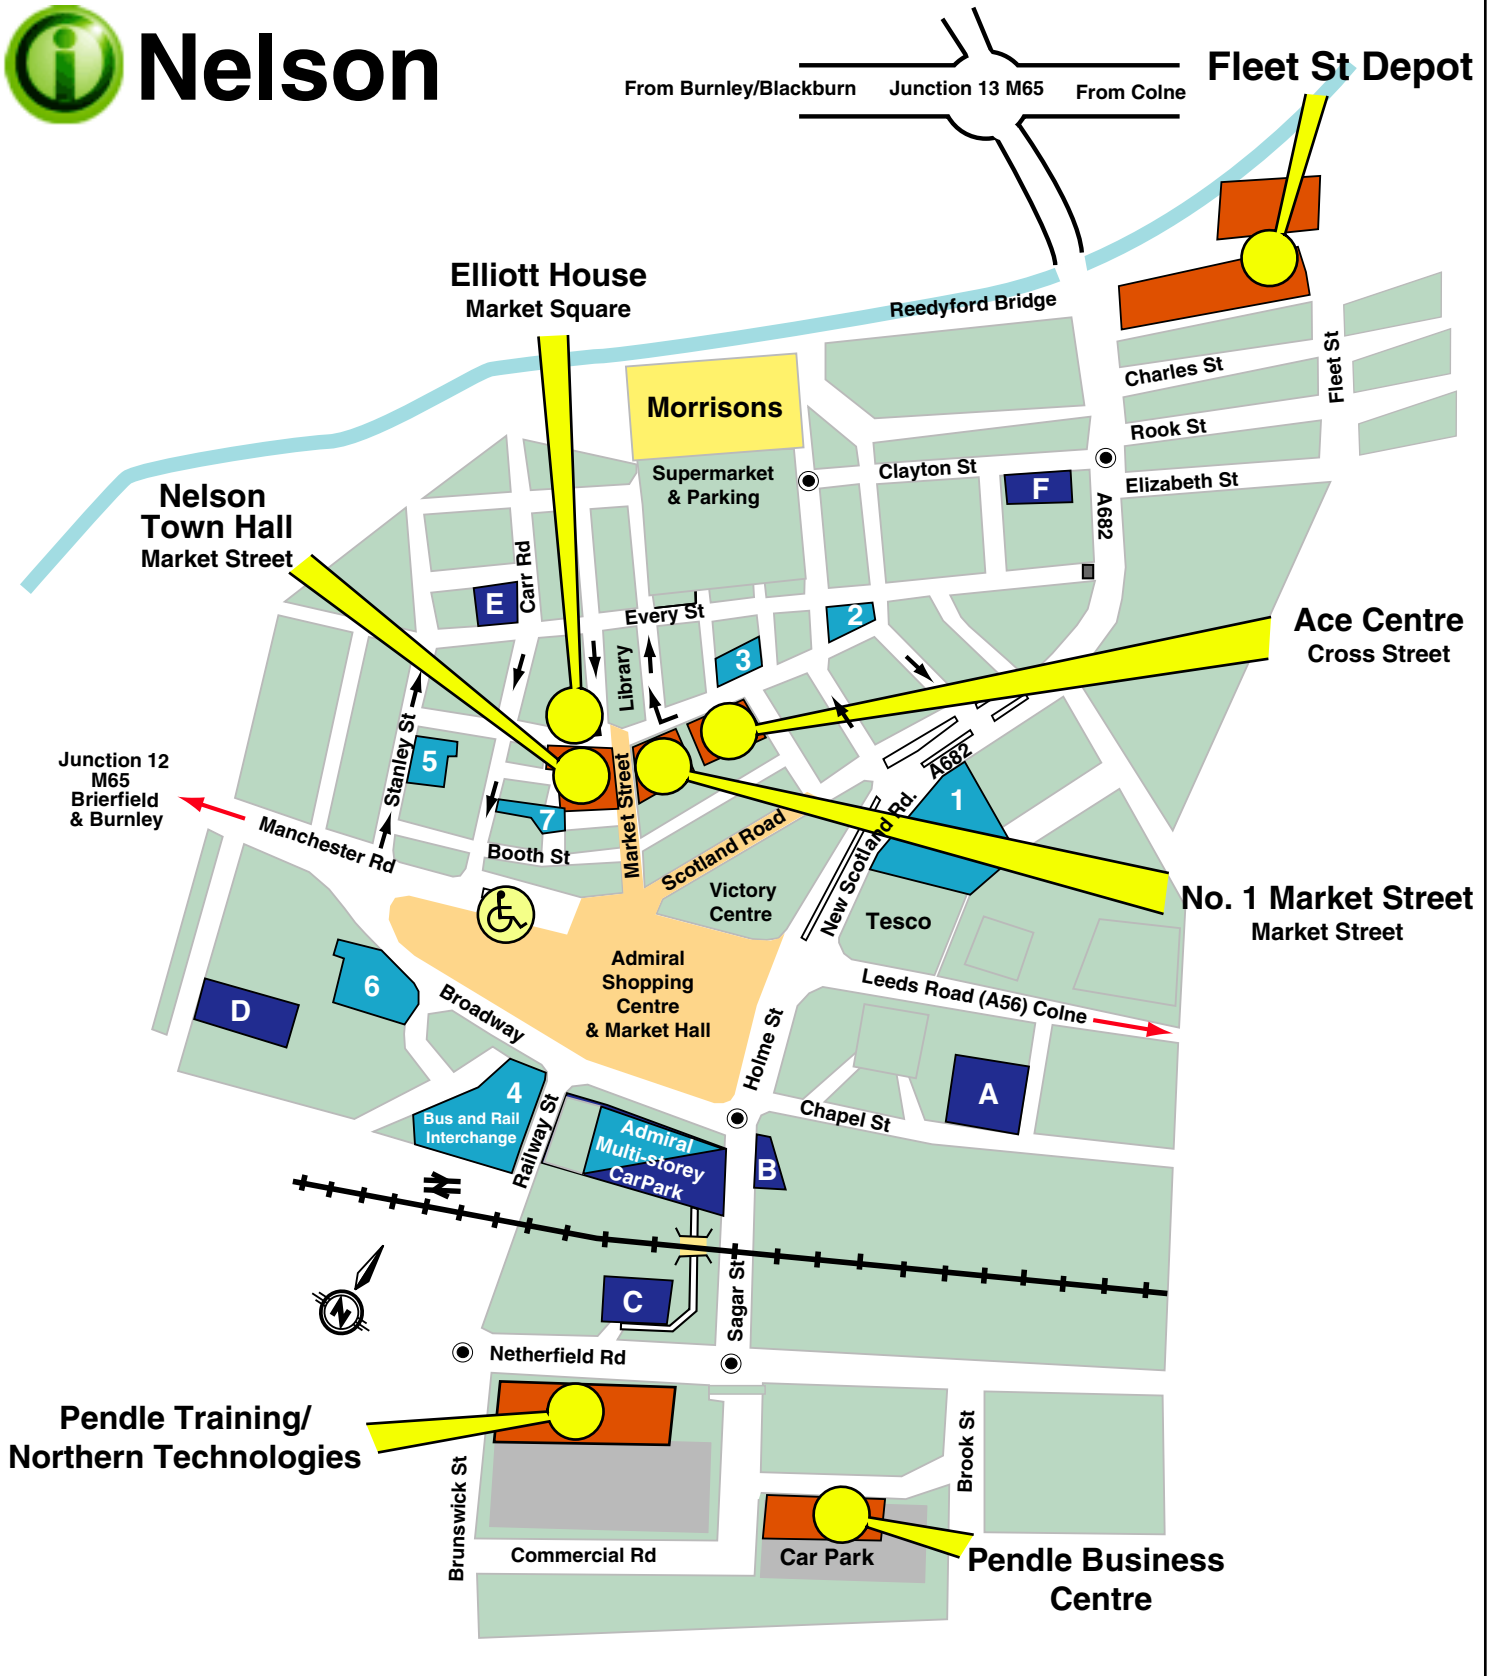 i Nelson
Fleet St Depot
From Burnley/Blackburn
Junction 13 M65
From Colne
Elliott House
Market Square
Reedyford Bridge
Morrisons
Supermarket
& Parking
Charles St
Fleet St
Rook St
Clayton St
Elizabeth St
F
A682
Nelson
Town Hall
Market Street
Carr Rd
E
Every St
2
3
Library
Ace Centre
Cross Street
Stanley St
5
7
Market Street
A682
1
Junction 12
M65
Brierfield
& Burnley
Manchester Rd
Booth St
Scotland Road
New Scotland Rd.
Victory
Centre
Tesco
No. 1 Market Street
Market Street
Admiral
Shopping
Centre
& Market Hall
6
D
Broadway
Leeds Road (A56) Colne
Holme St
A
Chapel St
4
Bus and Rail
Interchange
Railway St
Admiral
Multi-storey
CarPark
B
N
C
Sagar St
Netherfield Rd
Pendle Training/
Northern Technologies
Brunswick St
Brook St
Commercial Rd
Car Park
Pendle Business
Centre